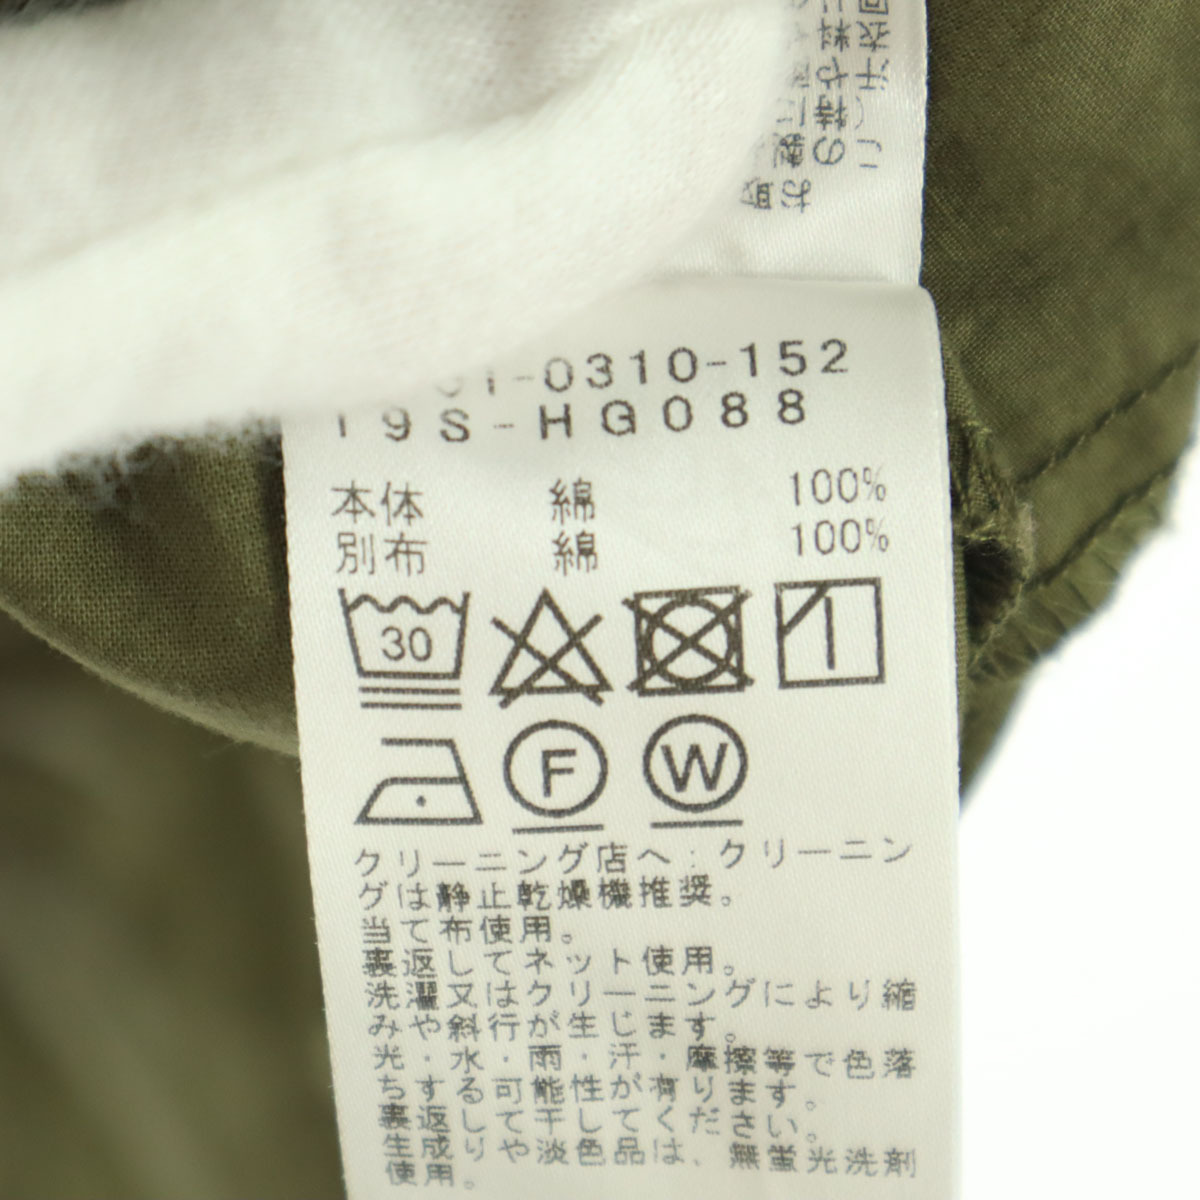 01-0310-152
19S-HG088
本体 綿 100%
別布 綿 100%
30
F W
クリーニング店へ:クリーニン
グは静止乾燥機推奨。
当て布使用。
裏返してネット使用。
洗濯又はクリーニングにより縮
みや斜行が生じます。
光・水・雨・汗・摩擦等で色落
ちする可能性が有ります。
裏返しして干してください。
生成りや淡色品は、無蛍光洗剤
使用。